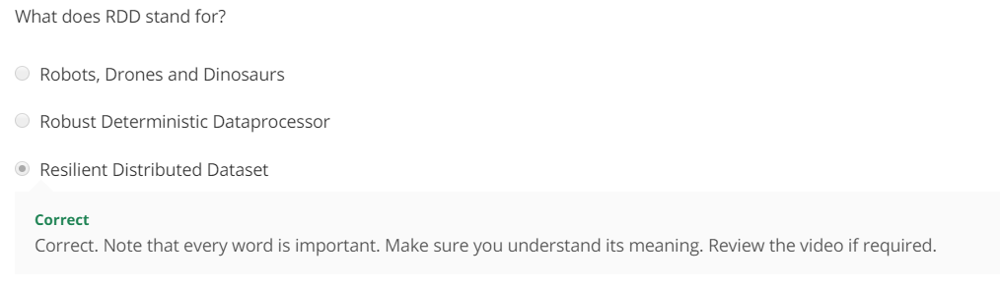 What does RDD stand for?
Robots, Drones and Dinosaurs
Robust Deterministic Dataprocessor
Resilient Distributed Dataset
Correct
Correct. Note that every word is important. Make sure you understand its meaning. Review the video if required.